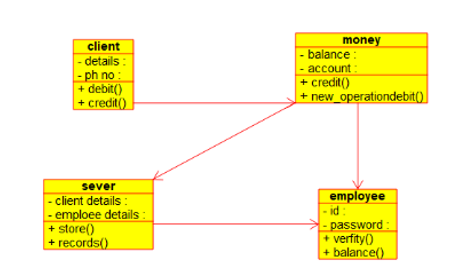 client
- details :
- ph no :
+ debit()
+ credit()
money
- balance :
- account :
+ credit()
+ new_operationdebit()
sever
- client details :
- emploee details :
+ store()
+ records()
employee
- id :
- password :
+ verfity()
+ balance()